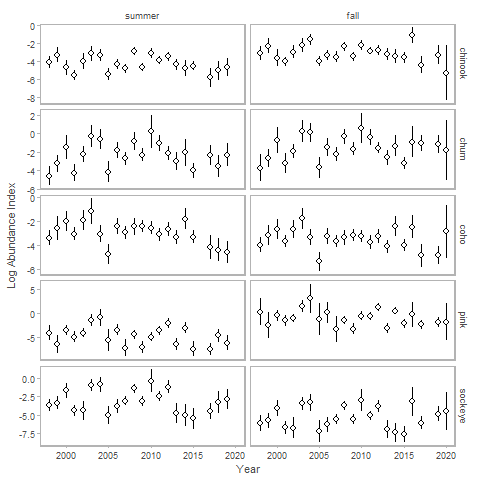 summer fall
0
-2
-4
-6
-8
chinook
2
0
-2
-4
-6
chum
0
-2
-4
-6
coho
5
0
-5
pink
0.0
-2.5
-5.0
-7.5
sockeye
Log Abundance Index
2000 2005 2010 2015 2020 2000 2005 2010 2015 2020
Year